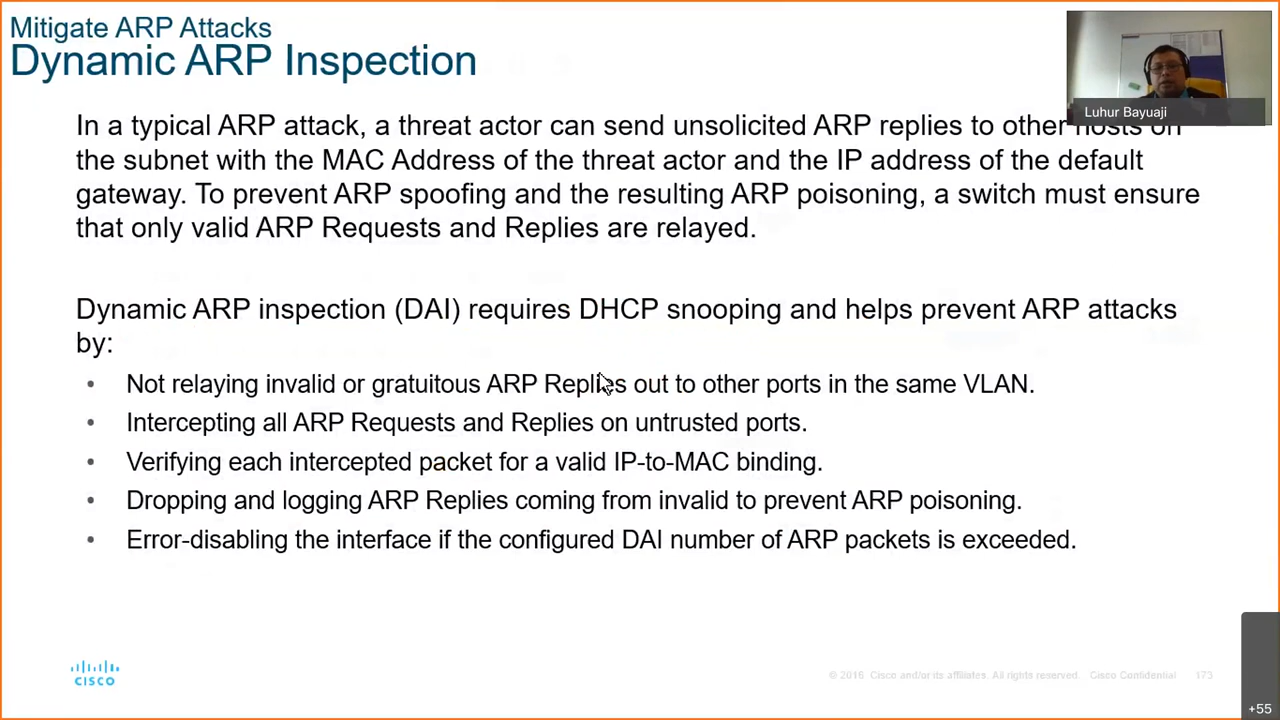 Mitigate ARP Attacks
Dynamic ARP Inspection
Luhur Bayuaji
In a typical ARP attack, a threat actor can send unsolicited ARP replies to other hosts on
the subnet with the MAC Address of the threat actor and the IP address of the default
gateway. To prevent ARP spoofing and the resulting ARP poisoning, a switch must ensure
that only valid ARP Requests and Replies are relayed.
Dynamic ARP inspection (DAI) requires DHCP snooping and helps prevent ARP attacks
by:
• Not relaying invalid or gratuitous ARP Replies out to other ports in the same VLAN.
• Intercepting all ARP Requests and Replies on untrusted ports.
• Verifying each intercepted packet for a valid IP-to-MAC binding.
• Dropping and logging ARP Replies coming from invalid to prevent ARP poisoning.
• Error-disabling the interface if the configured DAI number of ARP packets is exceeded.
CISCO
© 2016 Cisco and/or its affiliates. All rights reserved. Cisco Confidential 173
+55